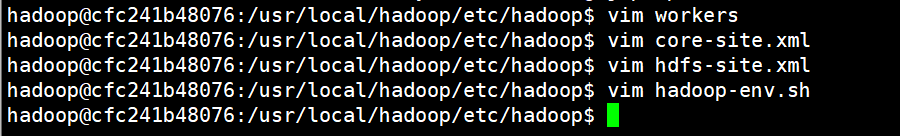 hadoop@cfc241b48076:/usr/local/hadoop/etc/hadoop$ vim workers
hadoop@cfc241b48076:/usr/local/hadoop/etc/hadoop$ vim core-site.xml
hadoop@cfc241b48076:/usr/local/hadoop/etc/hadoop$ vim hdfs-site.xml
hadoop@cfc241b48076:/usr/local/hadoop/etc/hadoop$ vim hadoop-env.sh
hadoop@cfc241b48076:/usr/local/hadoop/etc/hadoop$